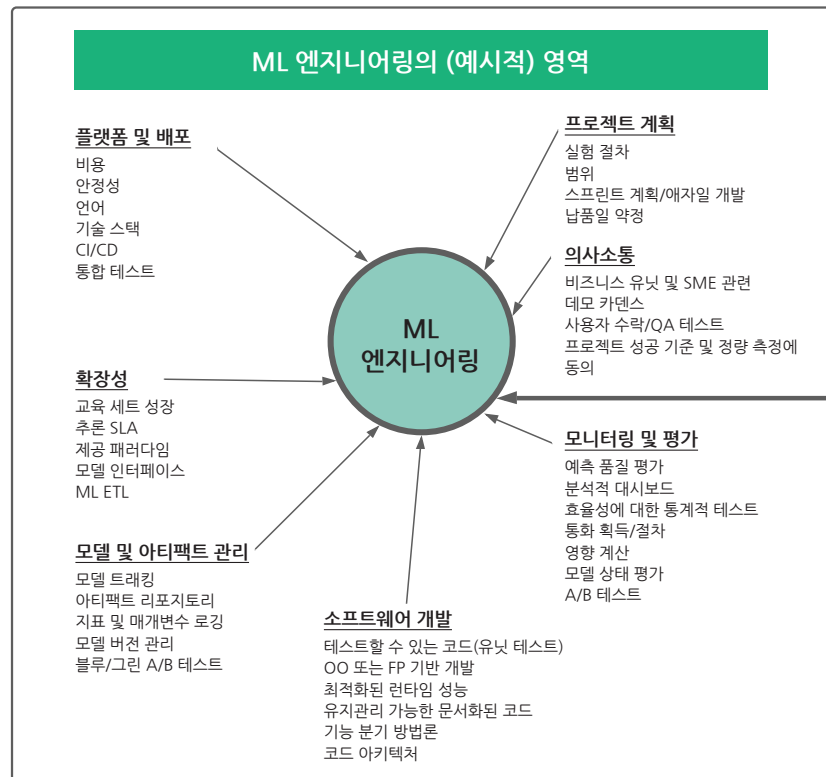 ML 엔지니어링의 (예시적) 영역
플랫폼 및 배포
비용
안정성
언어
기술 스택
CI/CD
통합 테스트
프로젝트 계획
실험 절차
범위
스프린트 계획/애자일 개발
납품일 약정
의사소통
비즈니스 유닛 및 SME 관련
데모 카덴스
사용자 수락/QA 테스트
프로젝트 성공 기준 및 정량 측정에
동의
ML
엔지니어링
확장성
교육 세트 성장
추론 SLA
제공 패러다임
모델 인터페이스
ML ETL
모니터링 및 평가
예측 품질 평가
분석적 대시보드
효율성에 대한 통계적 테스트
통화 획득/절차
영향 계산
모델 상태 평가
A/B 테스트
모델 및 아티팩트 관리
모델 트래킹
아티팩트 리포지토리
지표 및 매개변수 로깅
모델 버전 관리
블루/그린 A/B 테스트
소프트웨어 개발
테스트할 수 있는 코드(유닛 테스트)
OO 또는 FP 기반 개발
최적화된 런타임 성능
유지관리 가능한 문서화된 코드
기능 분기 방법론
코드 아키텍처